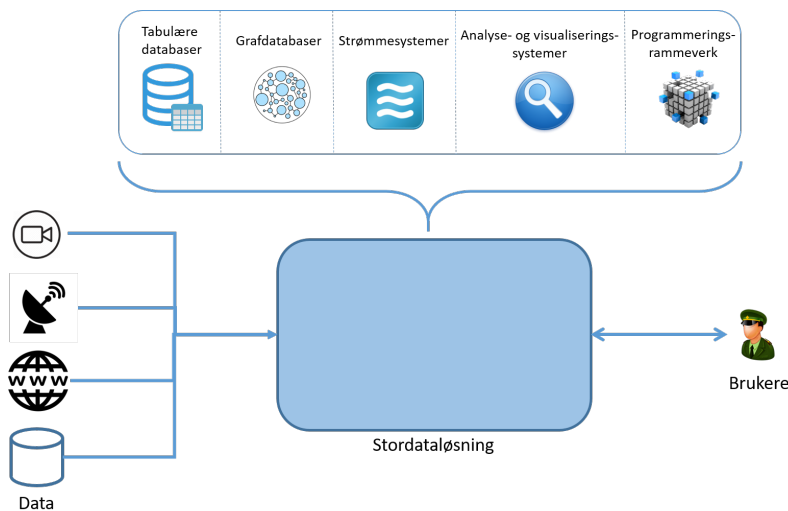 Tabulære
databaser
Grafdatabaser
Strømmesystemer
Analyse- og visualiserings-
systemer
Programmerings-
rammeverk
WWW
Stordataløsning
Brukere
Data